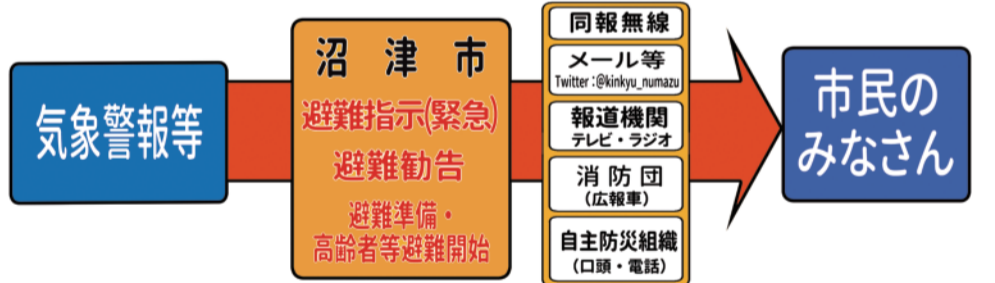 気象警報等
沼津市
避難指示(緊急)
避難勧告
避難準備・
高齢者等避難開始
同報無線
メール等
Twitter:@kinkyu_numazu
報道機関
テレビ・ラジオ
消防団
(広報車)
自主防災組織
(口頭・電話)
市民の
みなさん